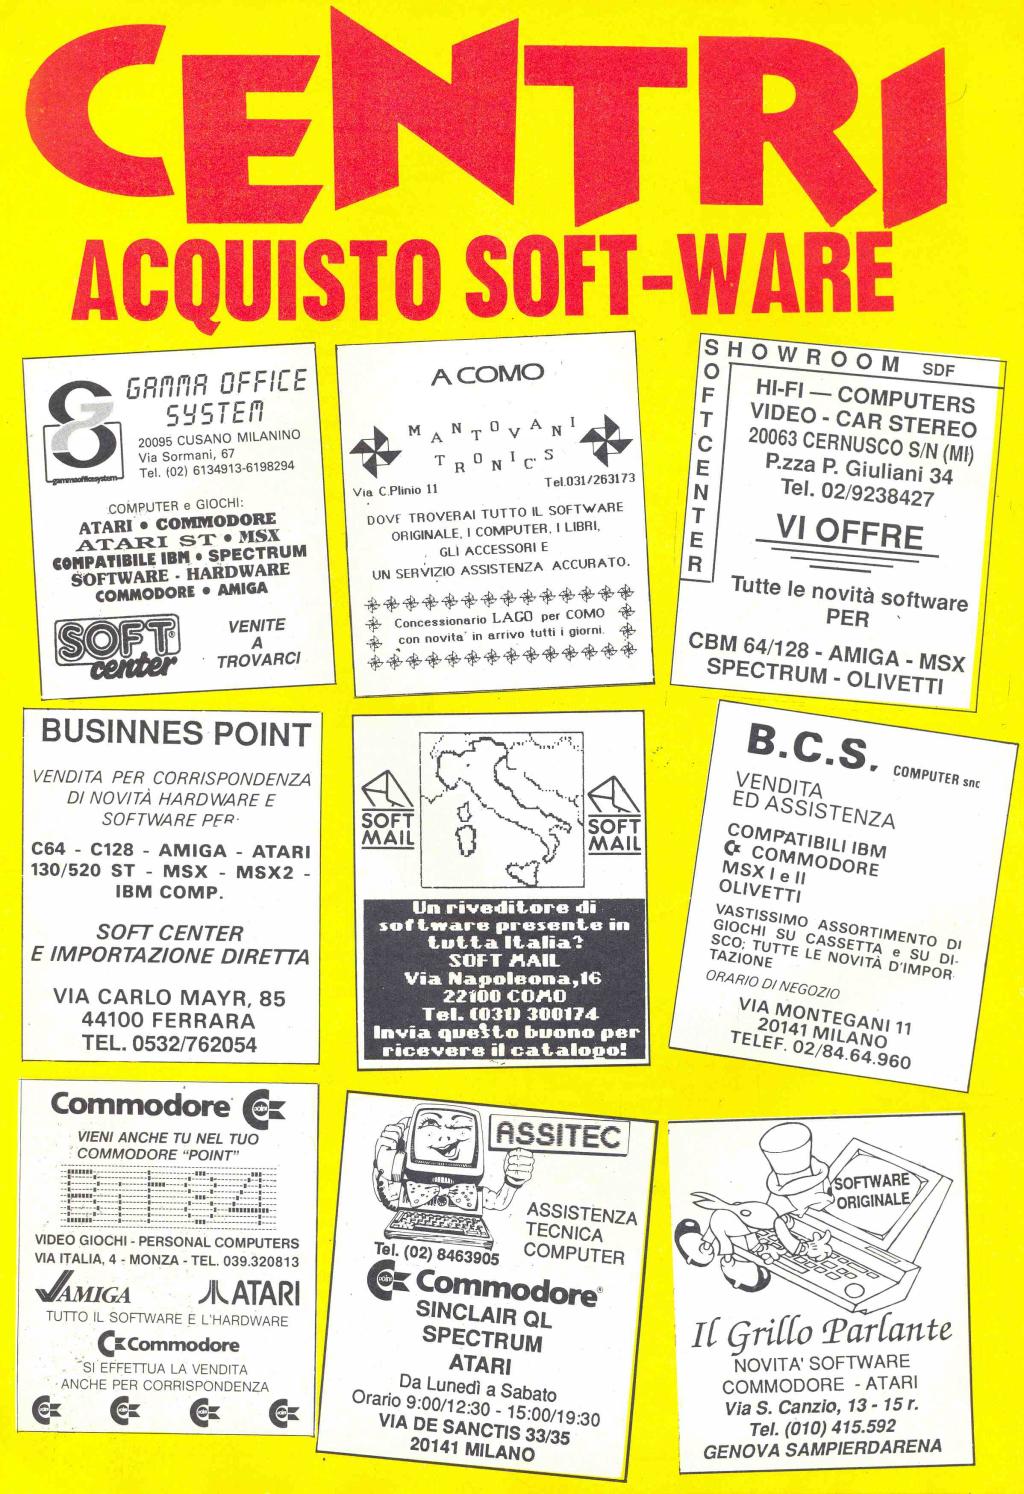 CENTRI
ACQUISTO SOFT-WARE
GAMMA OFFICE
SYSTEM
20095 CUSANO MILANINO
Via Sormani, 67
Tel. (02) 6134913-6198294
gammaofficesystem
COMPUTER e GIOCHI:
ATARI • COMMODORE
ATARI ST • MSX
COMPATIBILE IBM • SPECTRUM
SOFTWARE - HARDWARE
COMMODORE • AMIGA
SOFT®
center
VENITE
A
TROVARCI
A COMO
MANTOVANI
TRONIC'S
Via C.Plinio 11 Tel.031/263173
DOVE TROVERAI TUTTO IL SOFTWARE
ORIGINALE, I COMPUTER, I LIBRI,
GLI ACCESSORI E
UN SERVIZIO ASSISTENZA ACCURATO.
Concessionario LAGO per COMO
con novita' in arrivo tutti i giorni.
SHOWROOM SDF
SOFTCENTER
HI-FI — COMPUTERS
VIDEO - CAR STEREO
20063 CERNUSCO S/N (MI)
P.zza P. Giuliani 34
Tel. 02/9238427
VI OFFRE
Tutte le novità software
PER
CBM 64/128 - AMIGA - MSX
SPECTRUM - OLIVETTI
BUSINNES POINT
VENDITA PER CORRISPONDENZA
DI NOVITÀ HARDWARE E
SOFTWARE PER:
C64 - C128 - AMIGA - ATARI
130/520 ST - MSX - MSX2 -
IBM COMP.
SOFT CENTER
E IMPORTAZIONE DIRETTA
VIA CARLO MAYR, 85
44100 FERRARA
TEL. 0532/762054
SOFT
MAIL
SOFT
MAIL
Un riveditore di
software presente in
tutta Italia?
SOFT MAIL
Via Napoleona,16
22100 COMO
Tel. (031) 300174
Invia questo buono per
ricevere il catalogo!
B.C.S. COMPUTER snc
VENDITA
ED ASSISTENZA
COMPATIBILI IBM
COMMODORE
MSX I e II
OLIVETTI
VASTISSIMO ASSORTIMENTO DI
GIOCHI SU CASSETTA e SU DI-
SCO; TUTTE LE NOVITÀ D'IMPOR-
TAZIONE
ORARIO DI NEGOZIO
VIA MONTEGANI 11
20141 MILANO
TELEF. 02/84.64.960
Commodore point
VIENI ANCHE TU NEL TUO
COMMODORE "POINT"
VIDEO GIOCHI - PERSONAL COMPUTERS
VIA ITALIA, 4 - MONZA - TEL. 039.320813
AMIGA ATARI
TUTTO IL SOFTWARE E L'HARDWARE
Commodore
SI EFFETTUA LA VENDITA
ANCHE PER CORRISPONDENZA
ASSITEC
ASSISTENZA
TECNICA
COMPUTER
Tel. (02) 8463905
point Commodore®
SINCLAIR QL
SPECTRUM
ATARI
Da Lunedì a Sabato
Orario 9:00/12:30 - 15:00/19:30
VIA DE SANCTIS 33/35
20141 MILANO
SOFTWARE
ORIGINALE
Il Grillo Parlante
NOVITA' SOFTWARE
COMMODORE - ATARI
Via S. Canzio, 13 - 15 r.
Tel. (010) 415.592
GENOVA SAMPIERDARENA